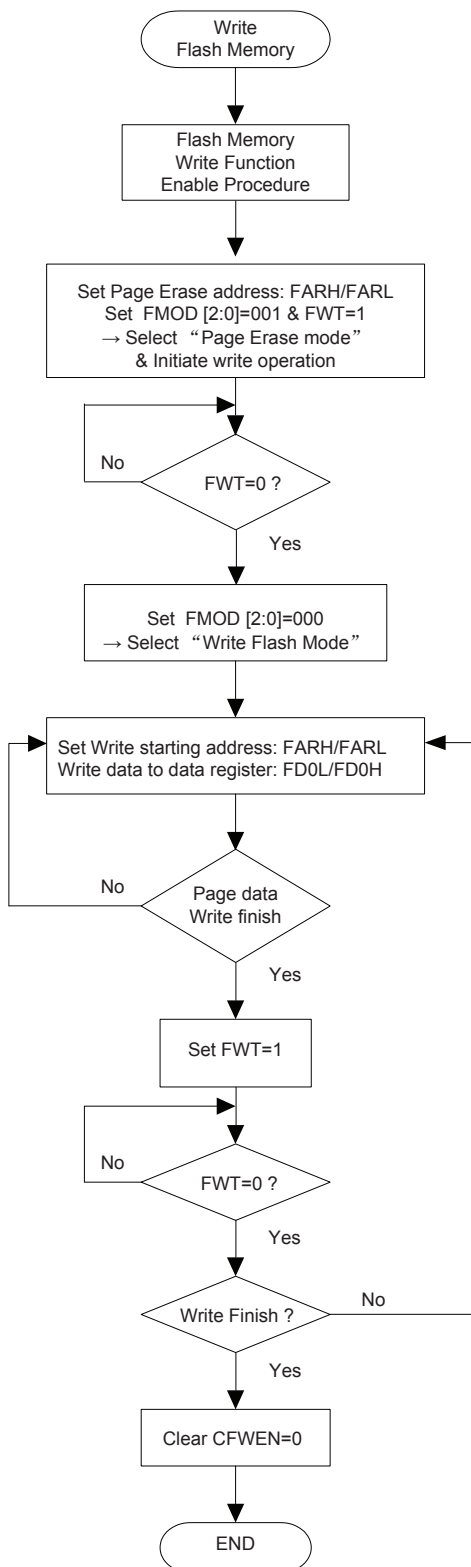 Write
Flash Memory
Flash Memory
Write Function
Enable Procedure
Set Page Erase address: FARH/FARL
Set FMOD [2:0]=001 & FWT=1
→ Select “Page Erase mode”
& Initiate write operation
No
FWT=0 ?
Yes
Set FMOD [2:0]=000
→ Select “Write Flash Mode”
Set Write starting address: FARH/FARL
Write data to data register: FD0L/FD0H
No
Page data
Write finish
Yes
Set FWT=1
No
FWT=0 ?
Yes
Write Finish ?
No
Yes
Clear CFWEN=0
END